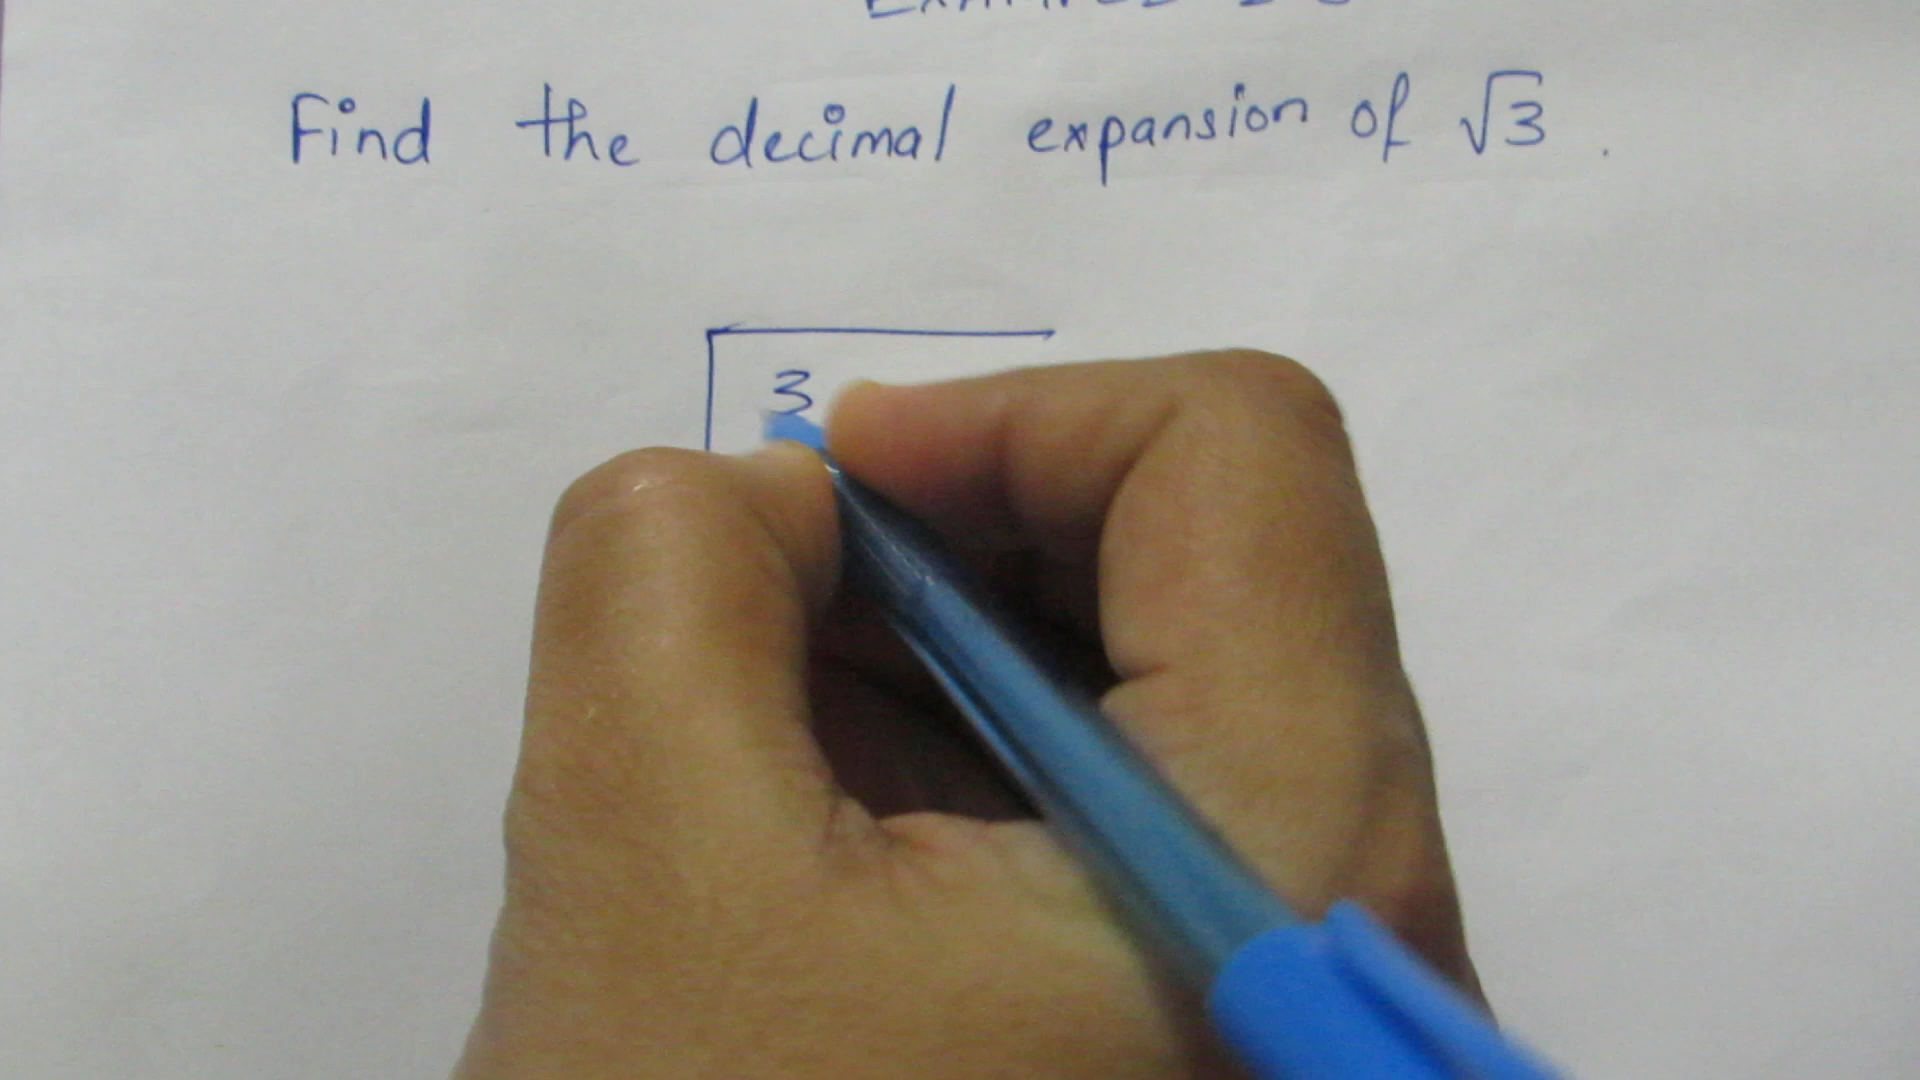 Find the decimal expansion of √3.
3